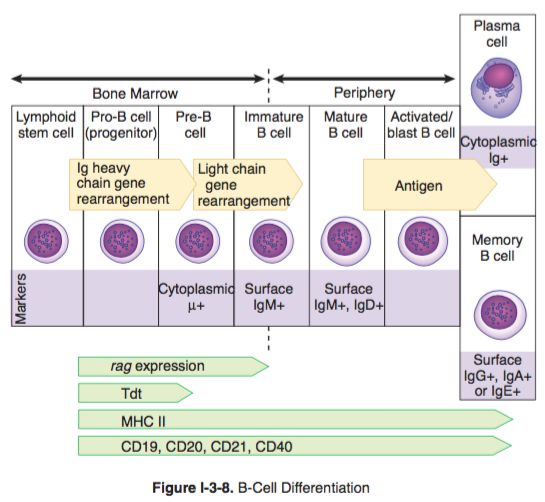 Plasma
cell
Bone Marrow
Periphery
Lymphoid
stem cell
Pro-B cell
(progenitor)
Pre-B
cell
Immature
B cell
Mature
B cell
Activated/
blast B cell
Cytoplasmic
Ig+
Ig heavy
chain gene
rearrangement
Light chain
gene
rearrangement
Antigen
Memory
B cell
Markers
Cytoplasmic
μ+
Surface
IgM+
Surface
IgM+, IgD+
Surface
IgG+, IgA+
or IgE+
rag expression
Tdt
MHC II
CD19, CD20, CD21, CD40
Figure I-3-8. B-Cell Differentiation